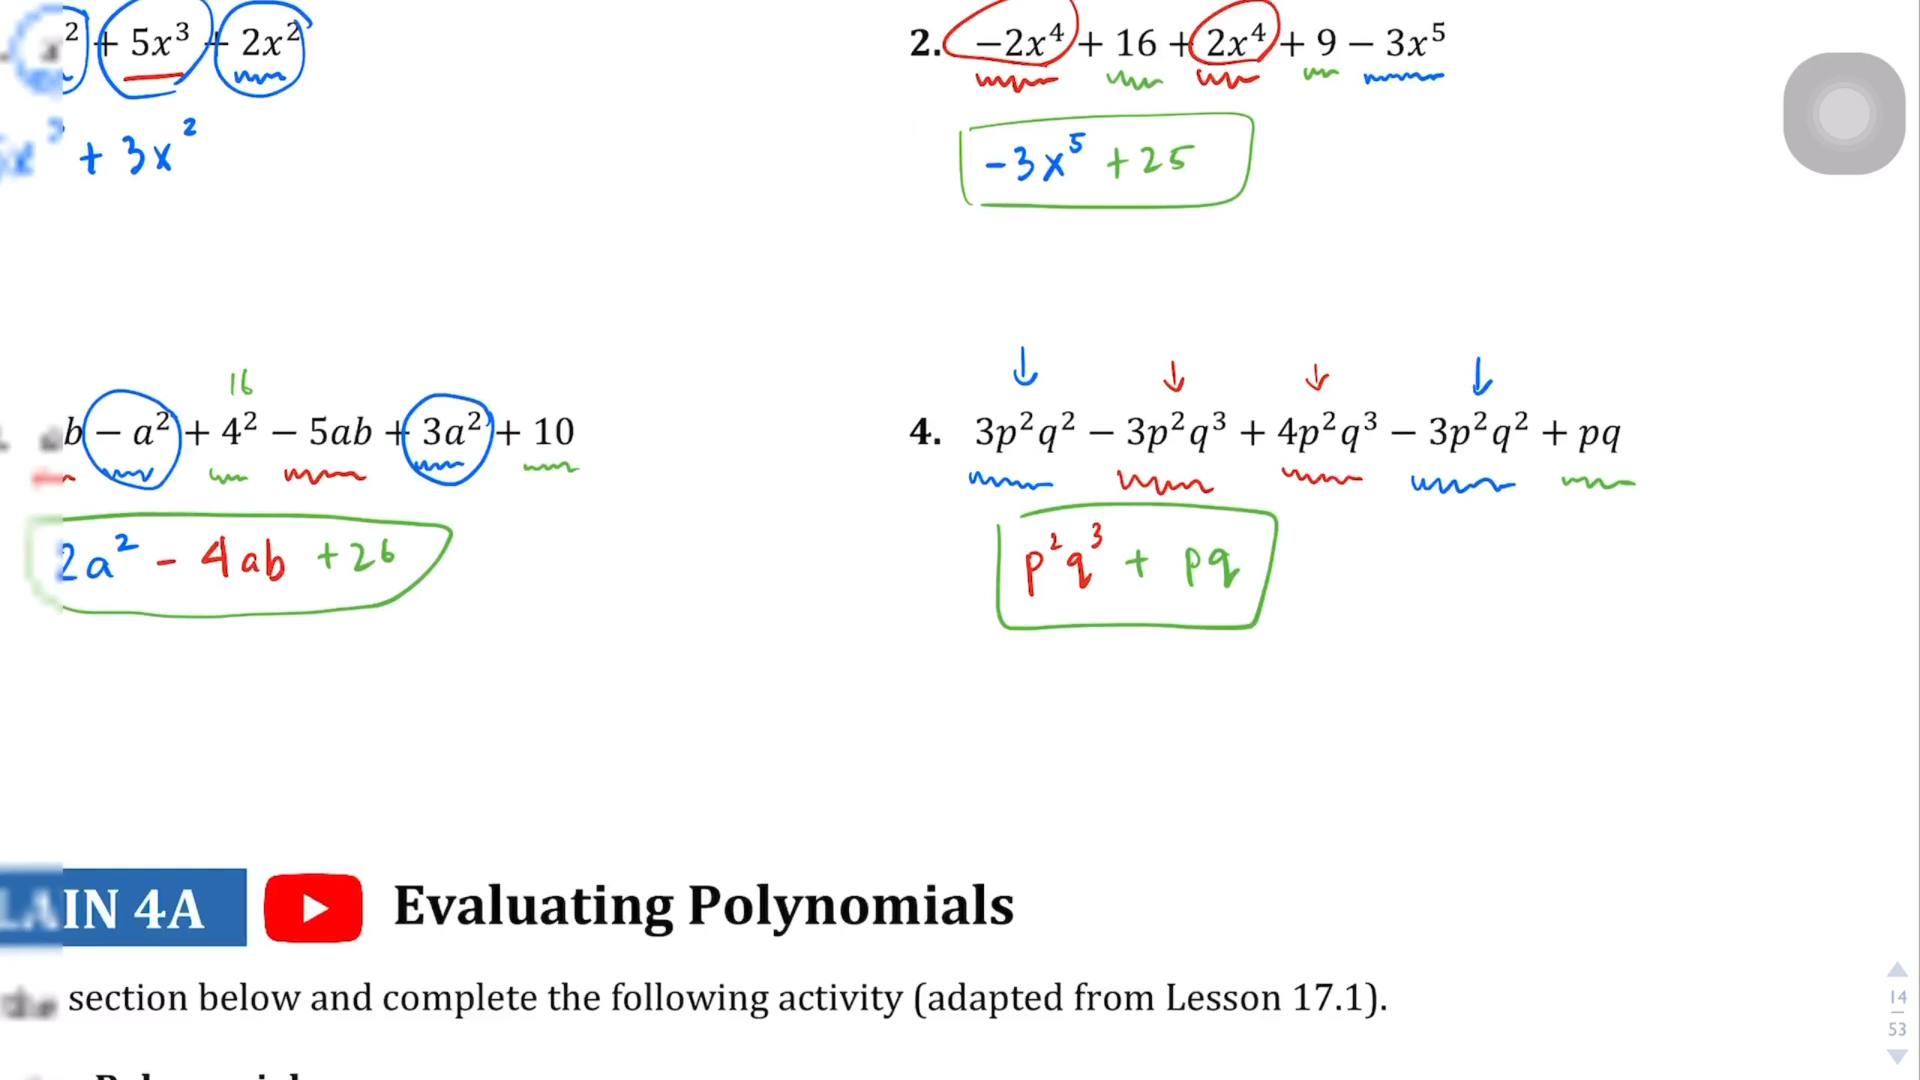 ² + 5x³ + 2x²
+ 3x²
2. −2x⁴ + 16 + 2x⁴ + 9 − 3x⁵
-3x⁵ + 25
16
b − a² + 4² − 5ab + 3a² + 10
2a² - 4ab + 26
4. 3p²q² − 3p²q³ + 4p²q³ − 3p²q² + pq
p²q³ + pq
LAIN 4A Evaluating Polynomials
section below and complete the following activity (adapted from Lesson 17.1).
14
53